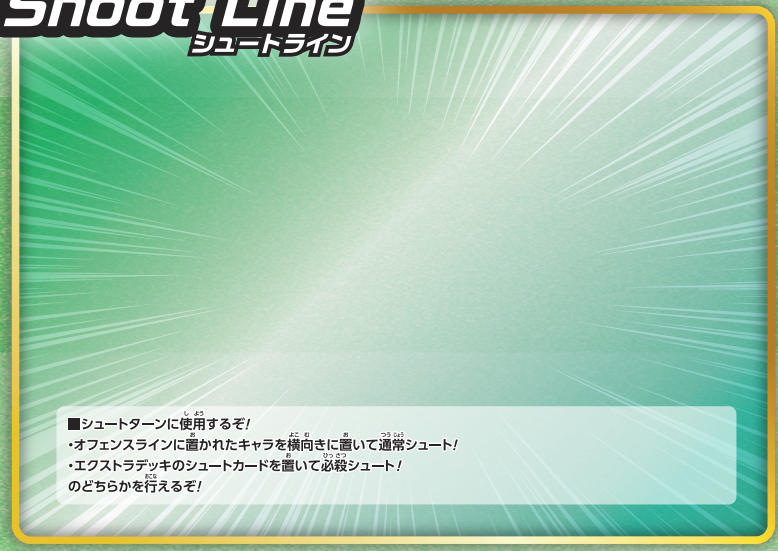 Shoot Line
シュートライン
■シュートターンに使用するぞ!
・オフェンスラインに置かれたキャラを横向きに置いて通常シュート!
・エクストラデッキのシュートカードを置いて必殺シュート!
のどちらかを行えるぞ!